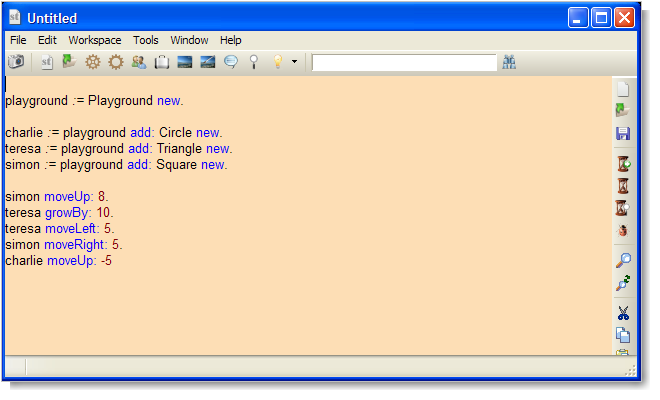 Untitled
File Edit Workspace Tools Window Help
st
playground := Playground new.
charlie := playground add: Circle new.
teresa := playground add: Triangle new.
simon := playground add: Square new.
simon moveUp: 8.
teresa growBy: 10.
teresa moveLeft: 5.
simon moveRight: 5.
charlie moveUp: -5